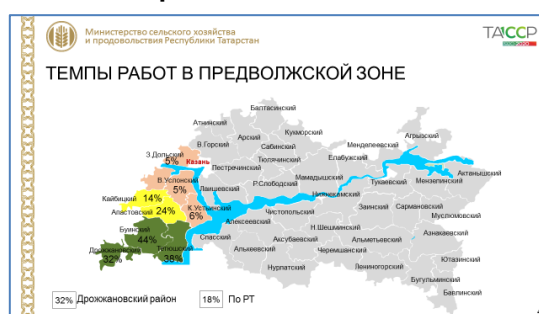 Министерство сельского хозяйства
и продовольствия Республики Татарстан
ТАССР
ТЕМПЫ РАБОТ В ПРЕДВОЛЖСКОЙ ЗОНЕ
Балтасинский
Атнинский
Кукморский
Арский
Агрызский
В.Горский
Сабинский
Менделеевский
З.Дольский
5%
Казань
Тюлячинский
Елабужский
Актанышский
Пестречинский
В.Услонский
5%
Мамадышский
Р.Слободский
Тукаевский
Мензелинский
Лаишевский
Нижнекамский
Кайбицкий
14%
Апастовский
24%
К.Устьинский
6%
Чистопольский
Заинский
Сармановский
Муслюмовский
Алексеевский
Н.Шешминский
Буинский
44%
Тетюшский
38%
Спасский
Аксубаевский
Альметьевский
Азнакаевский
Дрожжановский
32%
Алькеевский
Черемшанский
Ютазинский
Нурлатский
Лениногорский
Бугульминский
Бавлинский
32% Дрожжановский район
18% По РТ